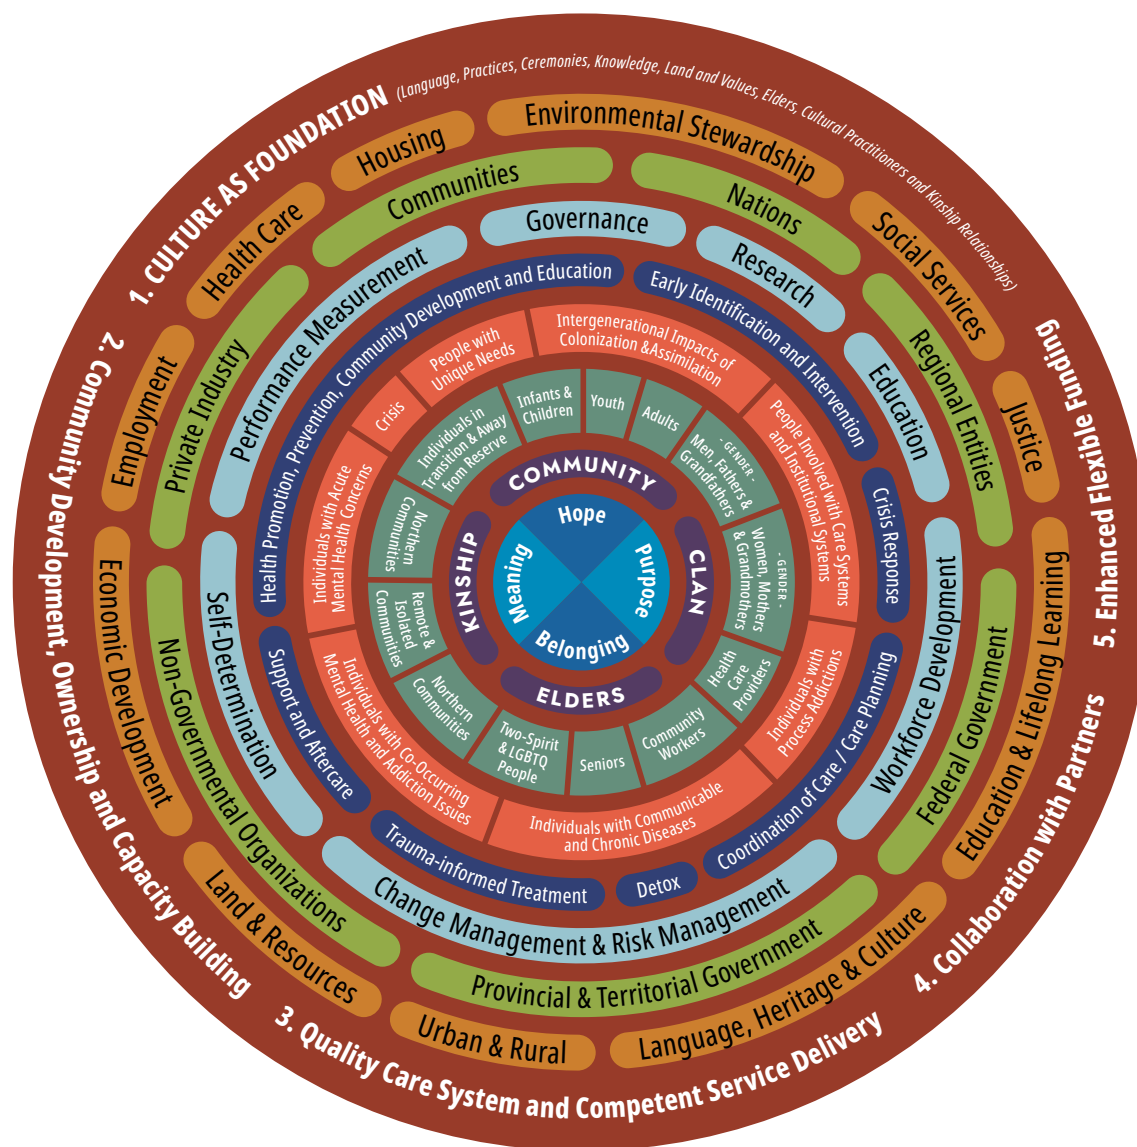 1. CULTURE AS FOUNDATION (Language, Practices, Ceremonies, Knowledge, Land and Values, Elders, Cultural Practitioners and Kinship Relationships)
2. Community Development, Ownership and Capacity Building
3. Quality Care System and Competent Service Delivery
4. Collaboration with Partners
5. Enhanced Flexible Funding
Environmental Stewardship
Social Services
Justice
Education & Lifelong Learning
Language, Heritage & Culture
Urban & Rural
Land & Resources
Economic Development
Employment
Health Care
Housing
Communities
Nations
Regional Entities
Federal Government
Provincial & Territorial Government
Non-Governmental Organizations
Private Industry
Governance
Research
Education
Workforce Development
Change Management & Risk Management
Self-Determination
Performance Measurement
Health Promotion, Prevention, Community Development and Education
Early Identification and Intervention
Crisis Response
Coordination of Care / Care Planning
Detox
Trauma-informed Treatment
Support and Aftercare
Intergenerational Impacts of
Colonization &Assimilation
People Involved with Care Systems
and Institutional Systems
Individuals with
Process Addictions
Individuals with Communicable
and Chronic Diseases
Individuals with Co-Occurring
Mental Health and Addiction Issues
Individuals with Acute
Mental Health Concerns
Crisis
People with
Unique Needs
Infants &
Children
Youth
Adults
- GENDER -
Men, Fathers &
Grandfathers
- GENDER -
Women, Mothers
& Grandmothers
Health
Care
Providers
Community
Workers
Seniors
Two-Spirit
& LGBTQ
People
Northern
Communities
Remote &
Isolated
Communities
Northern
Communities
Individuals in
Transition & Away
from Reserve
COMMUNITY
CLAN
ELDERS
KINSHIP
Hope
Purpose
Belonging
Meaning